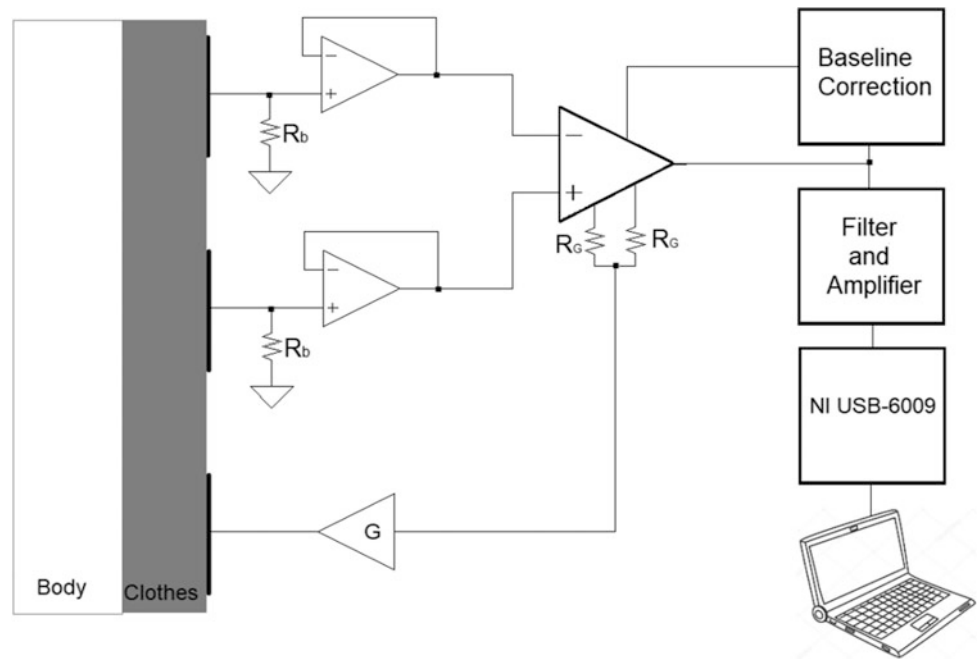 Baseline
Correction
−
+
Rb
−
+
RG
RG
Filter
and
Amplifier
−
+
Rb
NI USB-6009
G
Body
Clothes